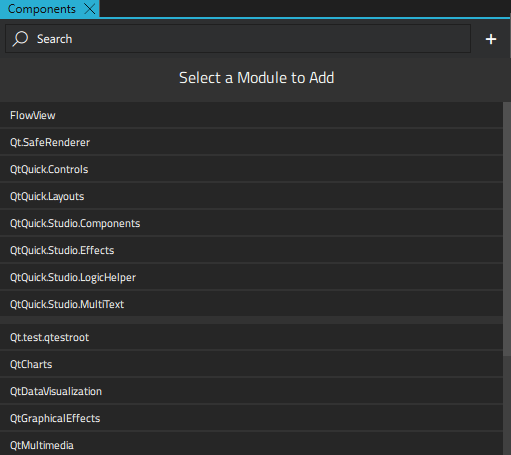 Components
Search
Select a Module to Add
FlowView
Qt.SafeRenderer
QtQuick.Controls
QtQuick.Layouts
QtQuick.Studio.Components
QtQuick.Studio.Effects
QtQuick.Studio.LogicHelper
QtQuick.Studio.MultiText
Qt.test.qtestroot
QtCharts
QtDataVisualization
QtGraphicalEffects
QtMultimedia